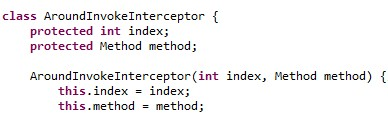 class AroundInvokeInterceptor {
    protected int index;
    protected Method method;

    AroundInvokeInterceptor(int index, Method method) {
        this.index = index;
        this.method = method;